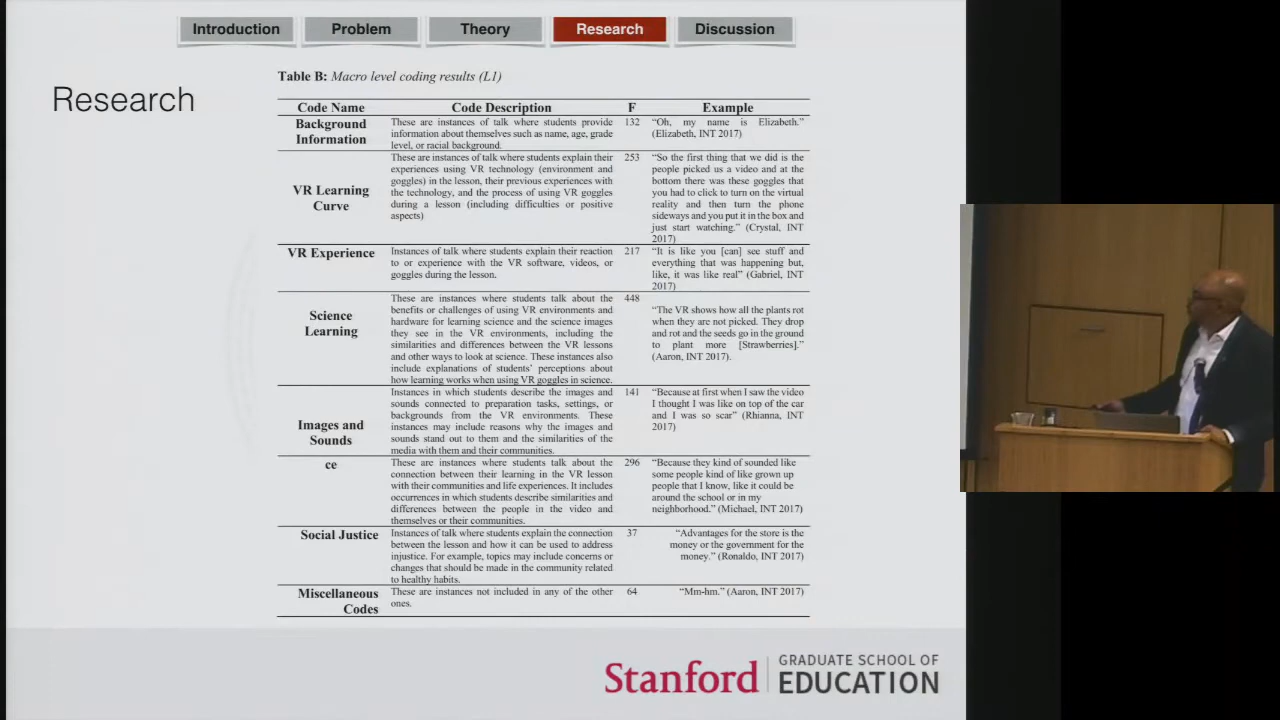 Introduction
Problem
Theory
Research
Discussion
Research
Table B: Macro level coding results (L1)
Code Name
Code Description
F
Example
Background
Information
These are instances of talk where students provide
information about themselves such as name, age, grade
level, or racial background.
132
“Oh, my name is Elizabeth.”
(Elizabeth, INT 2017)
VR Learning
Curve
These are instances of talk where students explain their
experiences using VR technology (environment and
goggles) in the lesson, their previous experiences with
the technology, and the process of using VR goggles
during a lesson (including difficulties or positive
aspects)
253
“So the first thing that we did is the
people picked us a video and at the
bottom there was these goggles that
you had to click to turn on the virtual
reality and then turn the phone
sideways and you put it in the box and
just start watching.” (Crystal, INT
2017)
VR Experience
Instances of talk where students explain their reaction
to or experience with the VR software, videos, or
goggles during the lesson.
217
“It is like you [can] see stuff and
everything that was happening but,
like, it was like real” (Gabriel, INT
2017)
Science
Learning
These are instances where students talk about the
benefits or challenges of using VR environments and
hardware for learning science and the science images
they see in the VR environments, including the
similarities and differences between the VR lessons
and other ways to look at science. These instances also
include explanations of students’ perceptions about
how learning works when using VR goggles in science.
448
“The VR shows how all the plants rot
when they are not picked. They drop
and rot and the seeds go in the ground
to plant more [Strawberries].”
(Aaron, INT 2017).
Images and
Sounds
Instances in which students describe the images and
sounds connected to preparation tasks, settings, or
backgrounds from the VR environments. These
instances may include reasons why the images and
sounds stand out to them and the similarities of the
media with them and their communities.
141
“Because at first when I saw the video
I thought I was like on top of the car
and I was so scar” (Rhianna, INT
2017)
ce
These are instances where students talk about the
connection between their learning in the VR lesson
with their communities and life experiences. It includes
occurrences in which students describe similarities and
differences between the people in the video and
themselves or their communities.
296
“Because they kind of sounded like
some people kind of like grown up
people that I know, like it could be
around the school or in my
neighborhood.” (Michael, INT 2017)
Social Justice
Instances of talk where students explain the connection
between the lesson and how it can be used to address
injustice. For example, topics may include concerns or
changes that should be made in the community related
to healthy habits.
37
“Advantages for the store is the
money or the government for the
money.” (Ronaldo, INT 2017)
Miscellaneous
Codes
These are instances not included in any of the other
ones.
64
“Mm-hm.” (Aaron, INT 2017)
Stanford
GRADUATE SCHOOL OF
EDUCATION